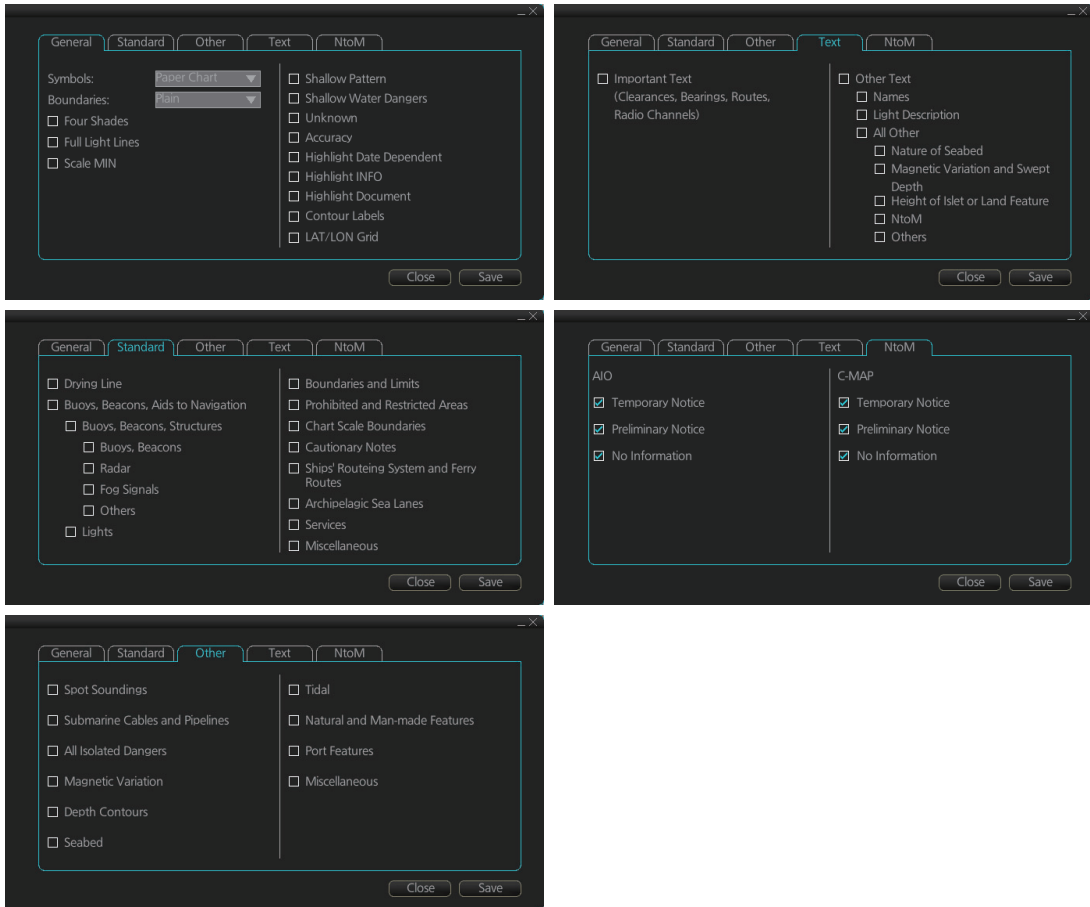 General Standard Other Text NtoM
Symbols: Paper Chart
Boundaries: Plain
Four Shades
Full Light Lines
Scale MIN
Shallow Pattern
Shallow Water Dangers
Unknown
Accuracy
Highlight Date Dependent
Highlight INFO
Highlight Document
Contour Labels
LAT/LON Grid
Close Save
General Standard Other Text NtoM
Important Text
(Clearances, Bearings, Routes,
Radio Channels)
Other Text
Names
Light Description
All Other
Nature of Seabed
Magnetic Variation and Swept
Depth
Height of Islet or Land Feature
NtoM
Others
Close Save
General Standard Other Text NtoM
Drying Line
Buoys, Beacons, Aids to Navigation
Buoys, Beacons, Structures
Buoys, Beacons
Radar
Fog Signals
Others
Lights
Boundaries and Limits
Prohibited and Restricted Areas
Chart Scale Boundaries
Cautionary Notes
Ships' Routeing System and Ferry
Routes
Archipelagic Sea Lanes
Services
Miscellaneous
Close Save
General Standard Other Text NtoM
AIO
Temporary Notice
Preliminary Notice
No Information
C-MAP
Temporary Notice
Preliminary Notice
No Information
Close Save
General Standard Other Text NtoM
Spot Soundings
Submarine Cables and Pipelines
All Isolated Dangers
Magnetic Variation
Depth Contours
Seabed
Tidal
Natural and Man-made Features
Port Features
Miscellaneous
Close Save